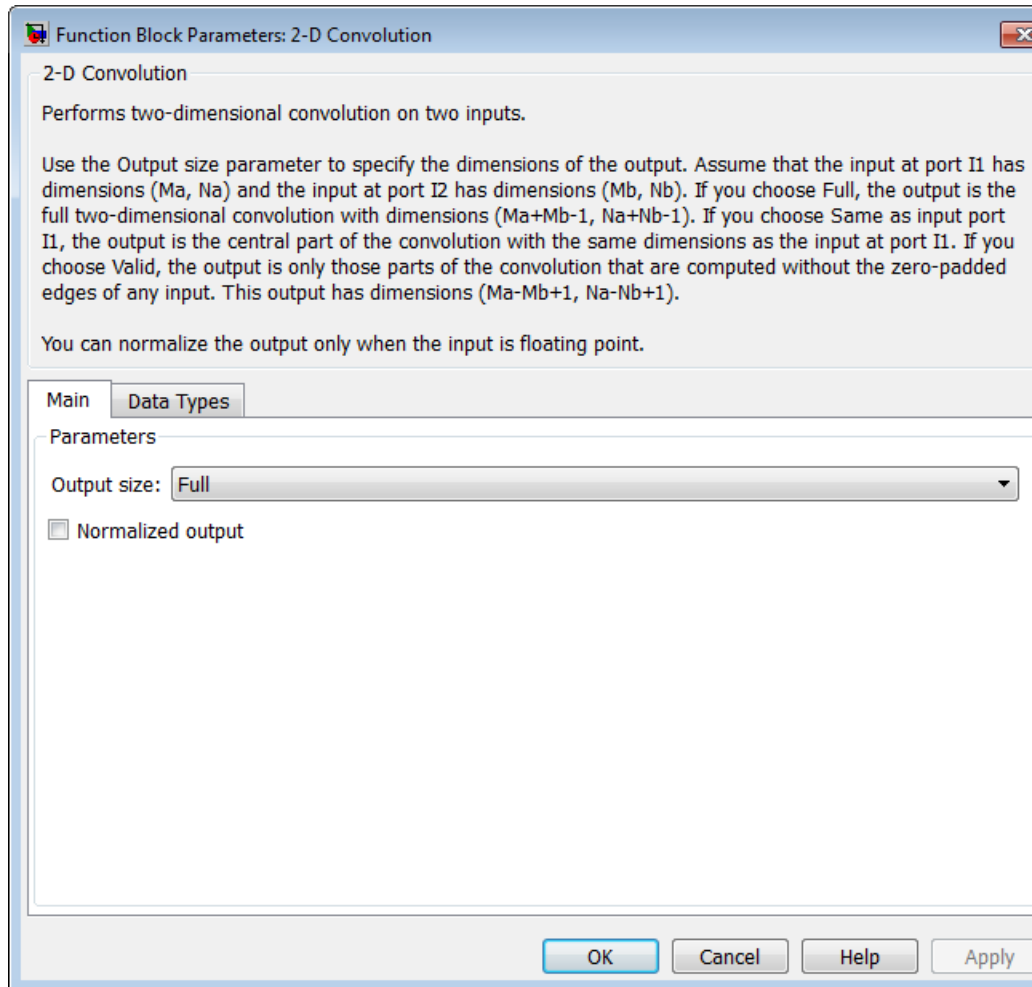 Function Block Parameters: 2-D Convolution
2-D Convolution
Performs two-dimensional convolution on two inputs.
Use the Output size parameter to specify the dimensions of the output. Assume that the input at port I1 has
dimensions (Ma, Na) and the input at port I2 has dimensions (Mb, Nb). If you choose Full, the output is the
full two-dimensional convolution with dimensions (Ma+Mb-1, Na+Nb-1). If you choose Same as input port
I1, the output is the central part of the convolution with the same dimensions as the input at port I1. If you
choose Valid, the output is only those parts of the convolution that are computed without the zero-padded
edges of any input. This output has dimensions (Ma-Mb+1, Na-Nb+1).
You can normalize the output only when the input is floating point.
Main Data Types
Parameters
Output size: Full
Normalized output
OK Cancel Help Apply